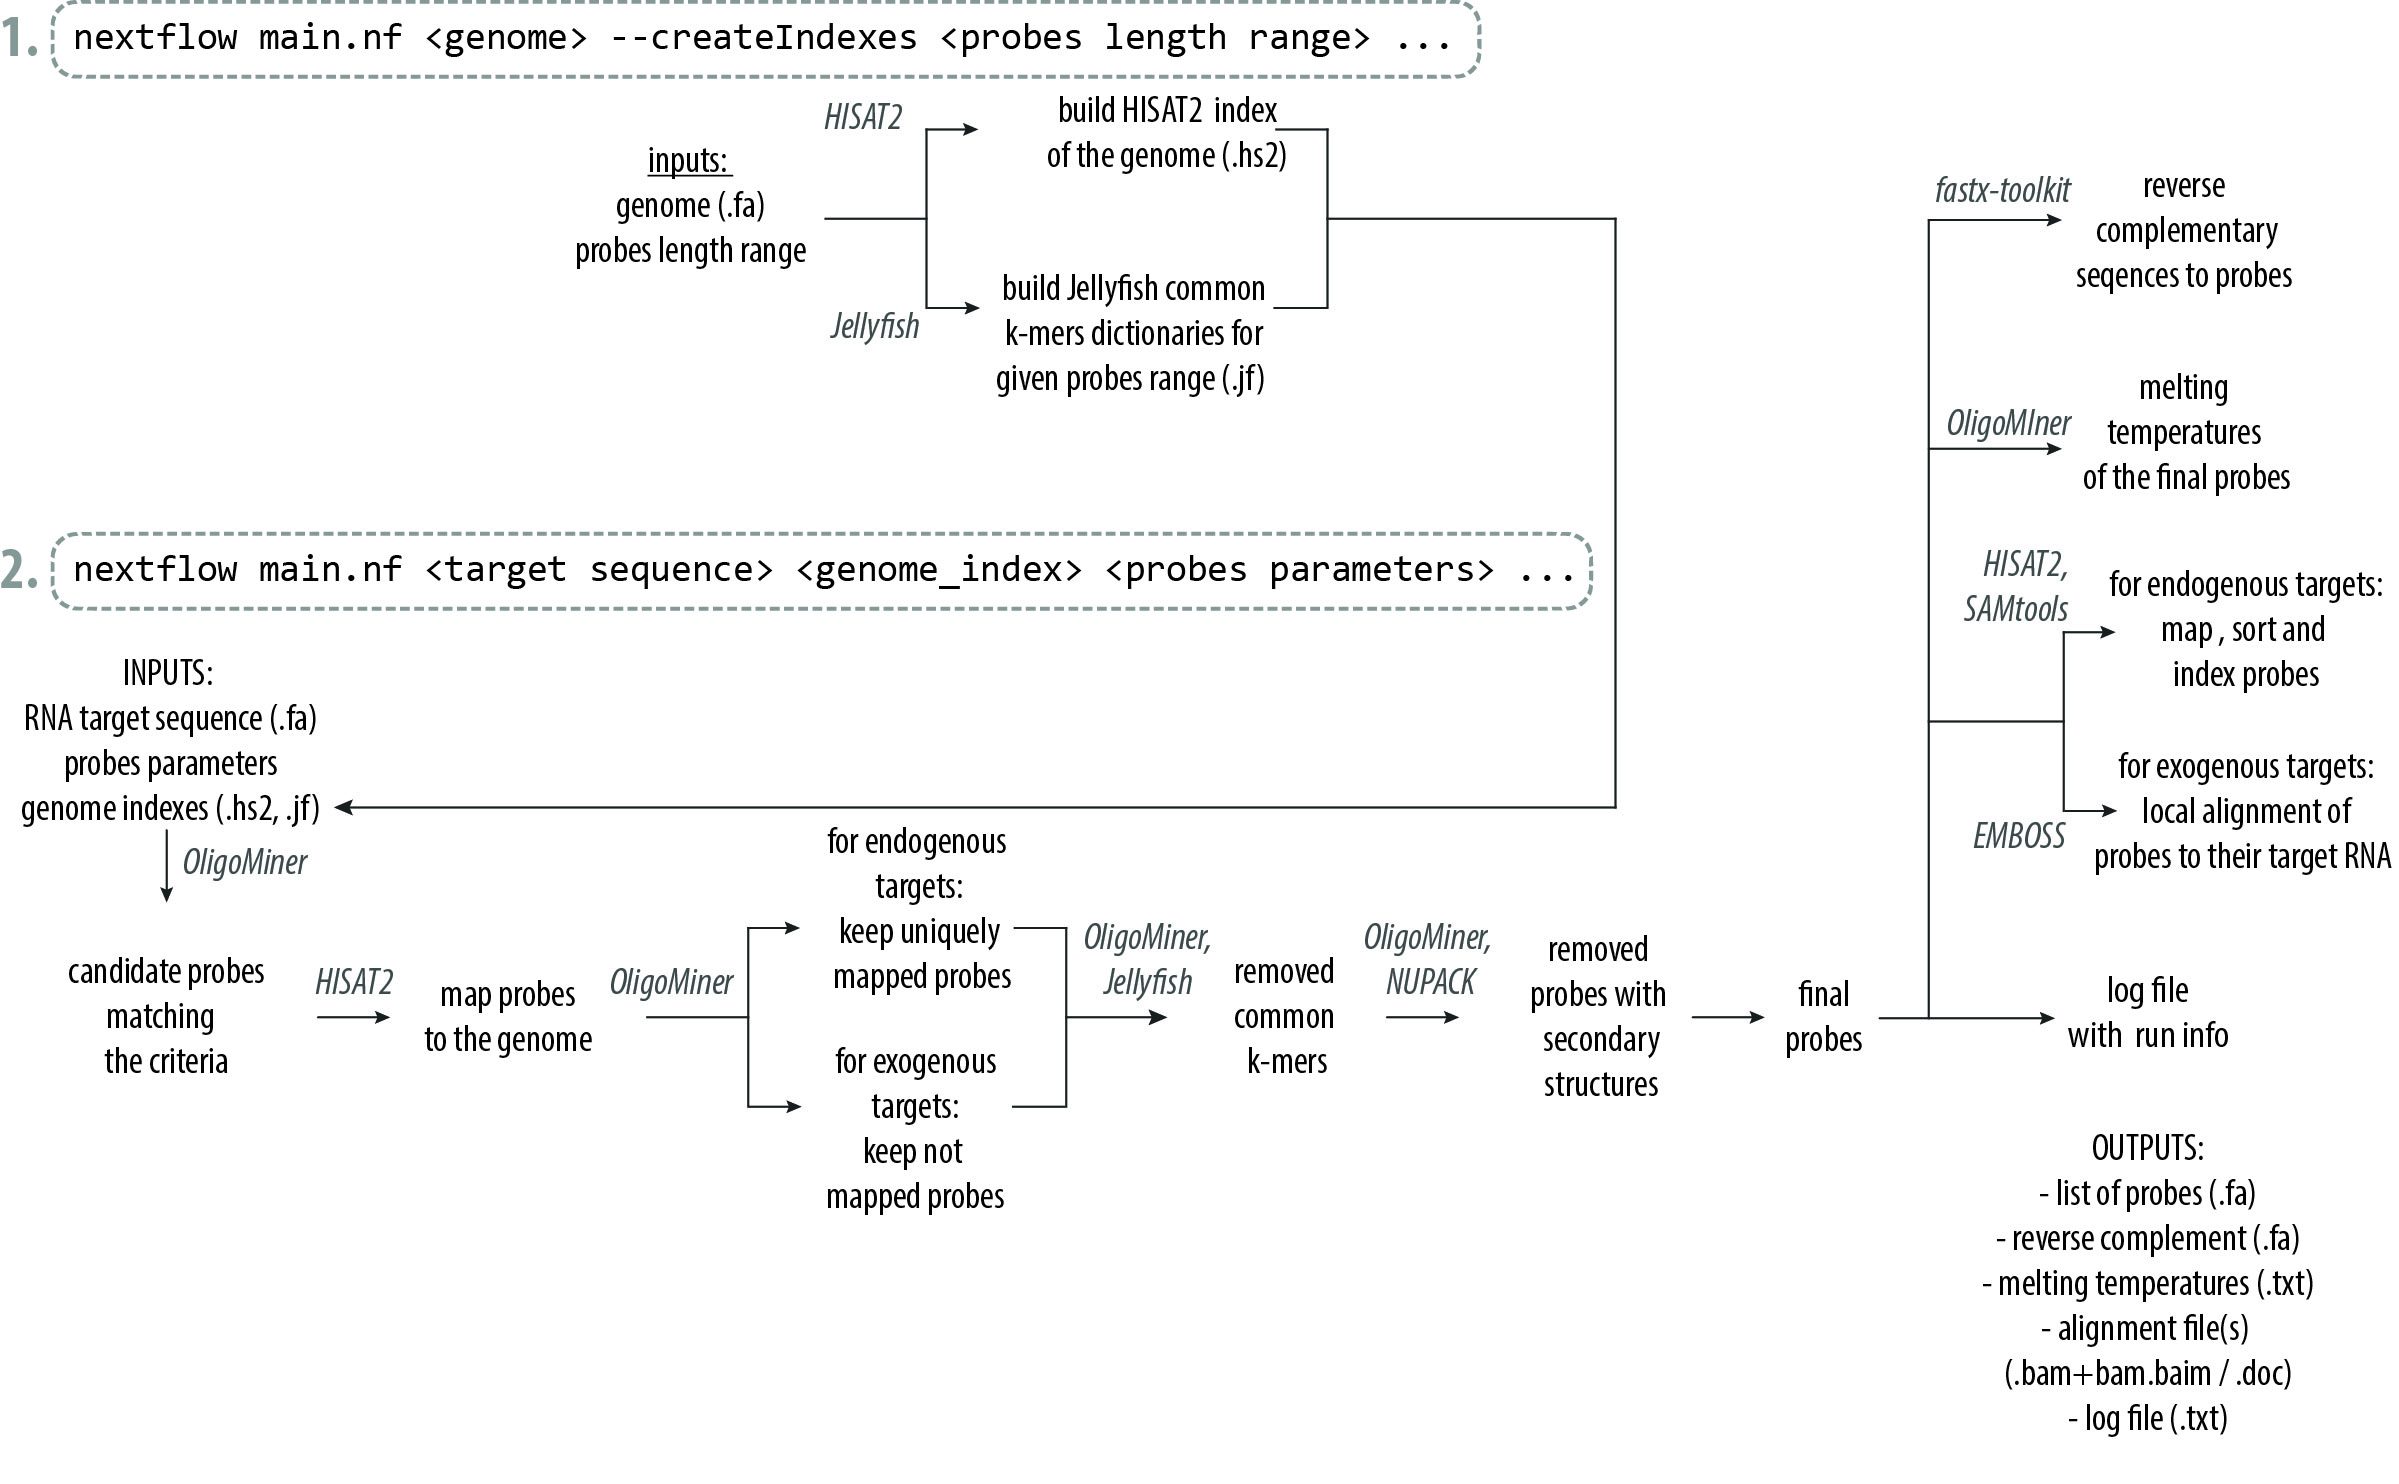 1.
nextflow main.nf <genome> --createIndexes <probes length range> ...
inputs:
genome (.fa)
probes length range
HISAT2
build HISAT2 index
of the genome (.hs2)
Jellyfish
build Jellyfish common
k-mers dictionaries for
given probes range (.jf)
2.
nextflow main.nf <target sequence> <genome_index> <probes parameters> ...
INPUTS:
RNA target sequence (.fa)
probes parameters
genome indexes (.hs2, .jf)
OligoMiner
candidate probes
matching
the criteria
HISAT2
map probes
to the genome
OligoMiner
for endogenous
targets:
keep uniquely
mapped probes
for exogenous
targets:
keep not
mapped probes
OligoMiner,
Jellyfish
removed
common
k-mers
OligoMiner,
NUPACK
removed
probes with
secondary
structures
final
probes
fastx-toolkit
reverse
complementary
seqences to probes
OligoMIner
melting
temperatures
of the final probes
HISAT2,
SAMtools
for endogenous targets:
map , sort and
index probes
EMBOSS
for exogenous targets:
local alignment of
probes to their target RNA
log file
with run info
OUTPUTS:
- list of probes (.fa)
- reverse complement (.fa)
- melting temperatures (.txt)
- alignment file(s)
(.bam+bam.baim / .doc)
- log file (.txt)